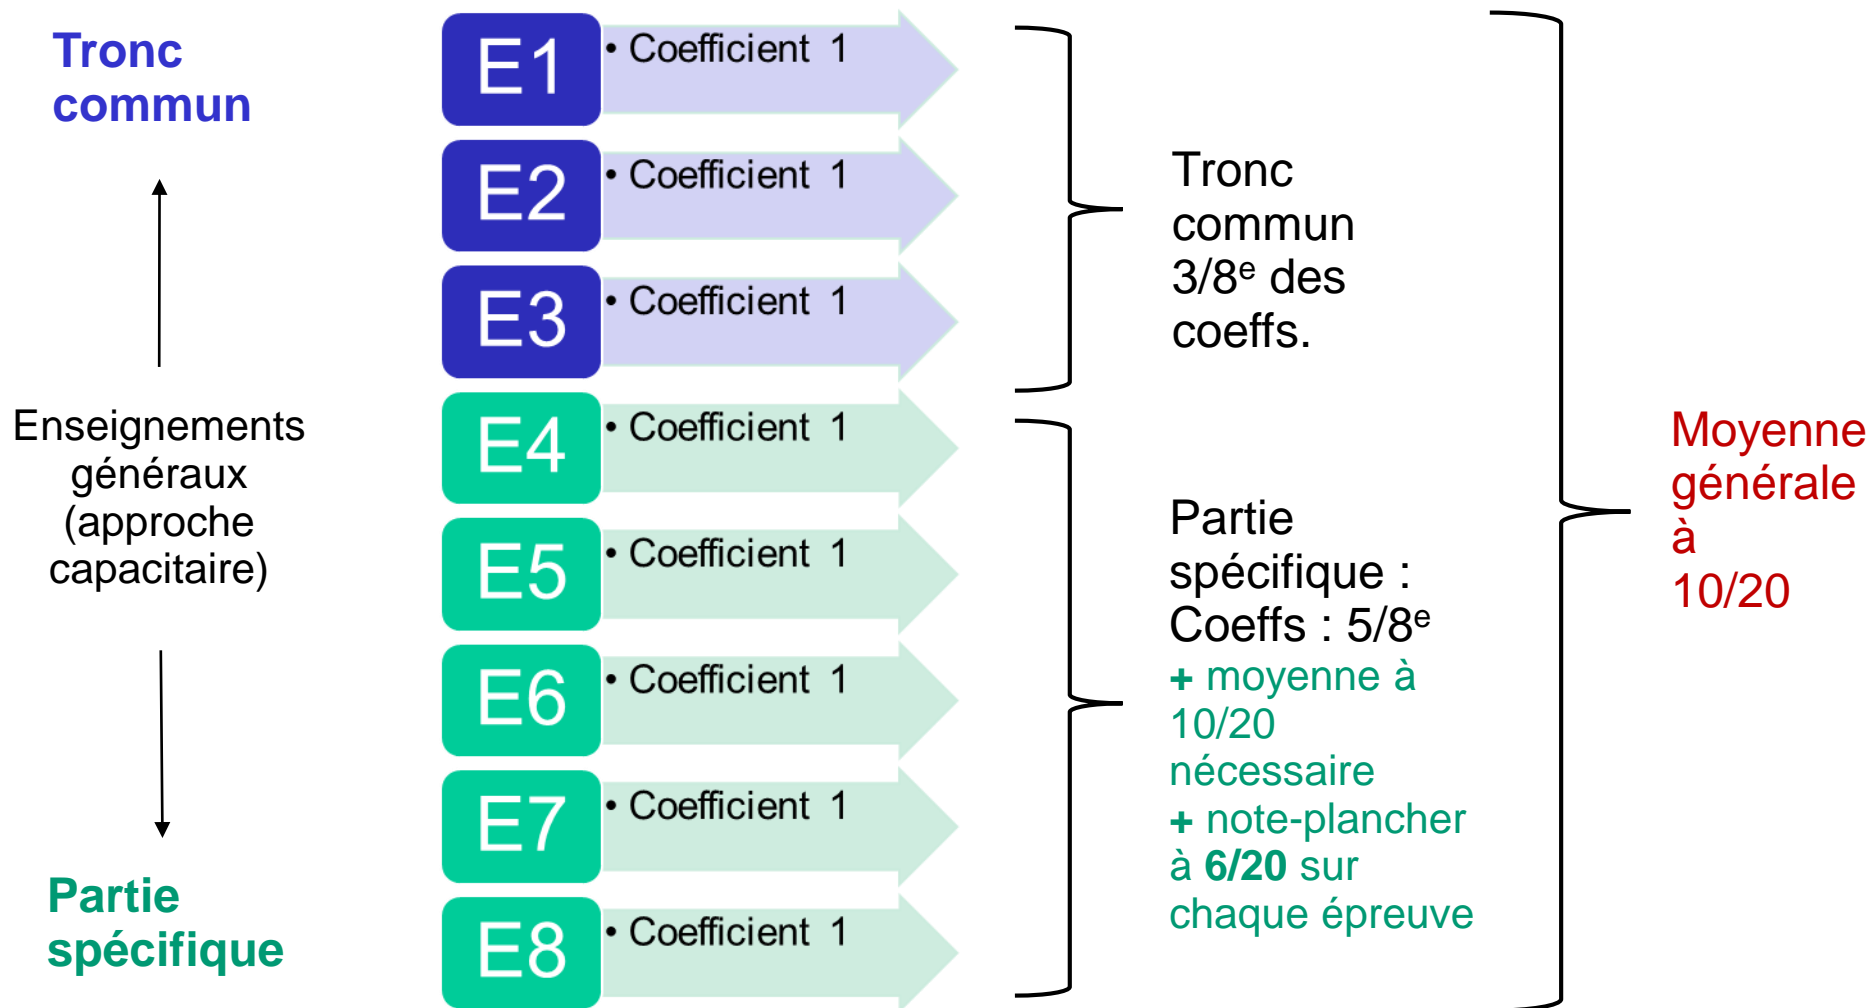 Tronc
commun
Enseignements
généraux
(approche
capacitaire)
Partie
spécifique
E1
• Coefficient 1
E2
• Coefficient 1
E3
• Coefficient 1
E4
• Coefficient 1
E5
• Coefficient 1
E6
• Coefficient 1
E7
• Coefficient 1
E8
• Coefficient 1
Tronc
commun
3/8e des
coeffs.
Partie
spécifique :
Coeffs : 5/8e
+ moyenne à
10/20
nécessaire
+ note-plancher
à 6/20 sur
chaque épreuve
Moyenne
générale
à
10/20